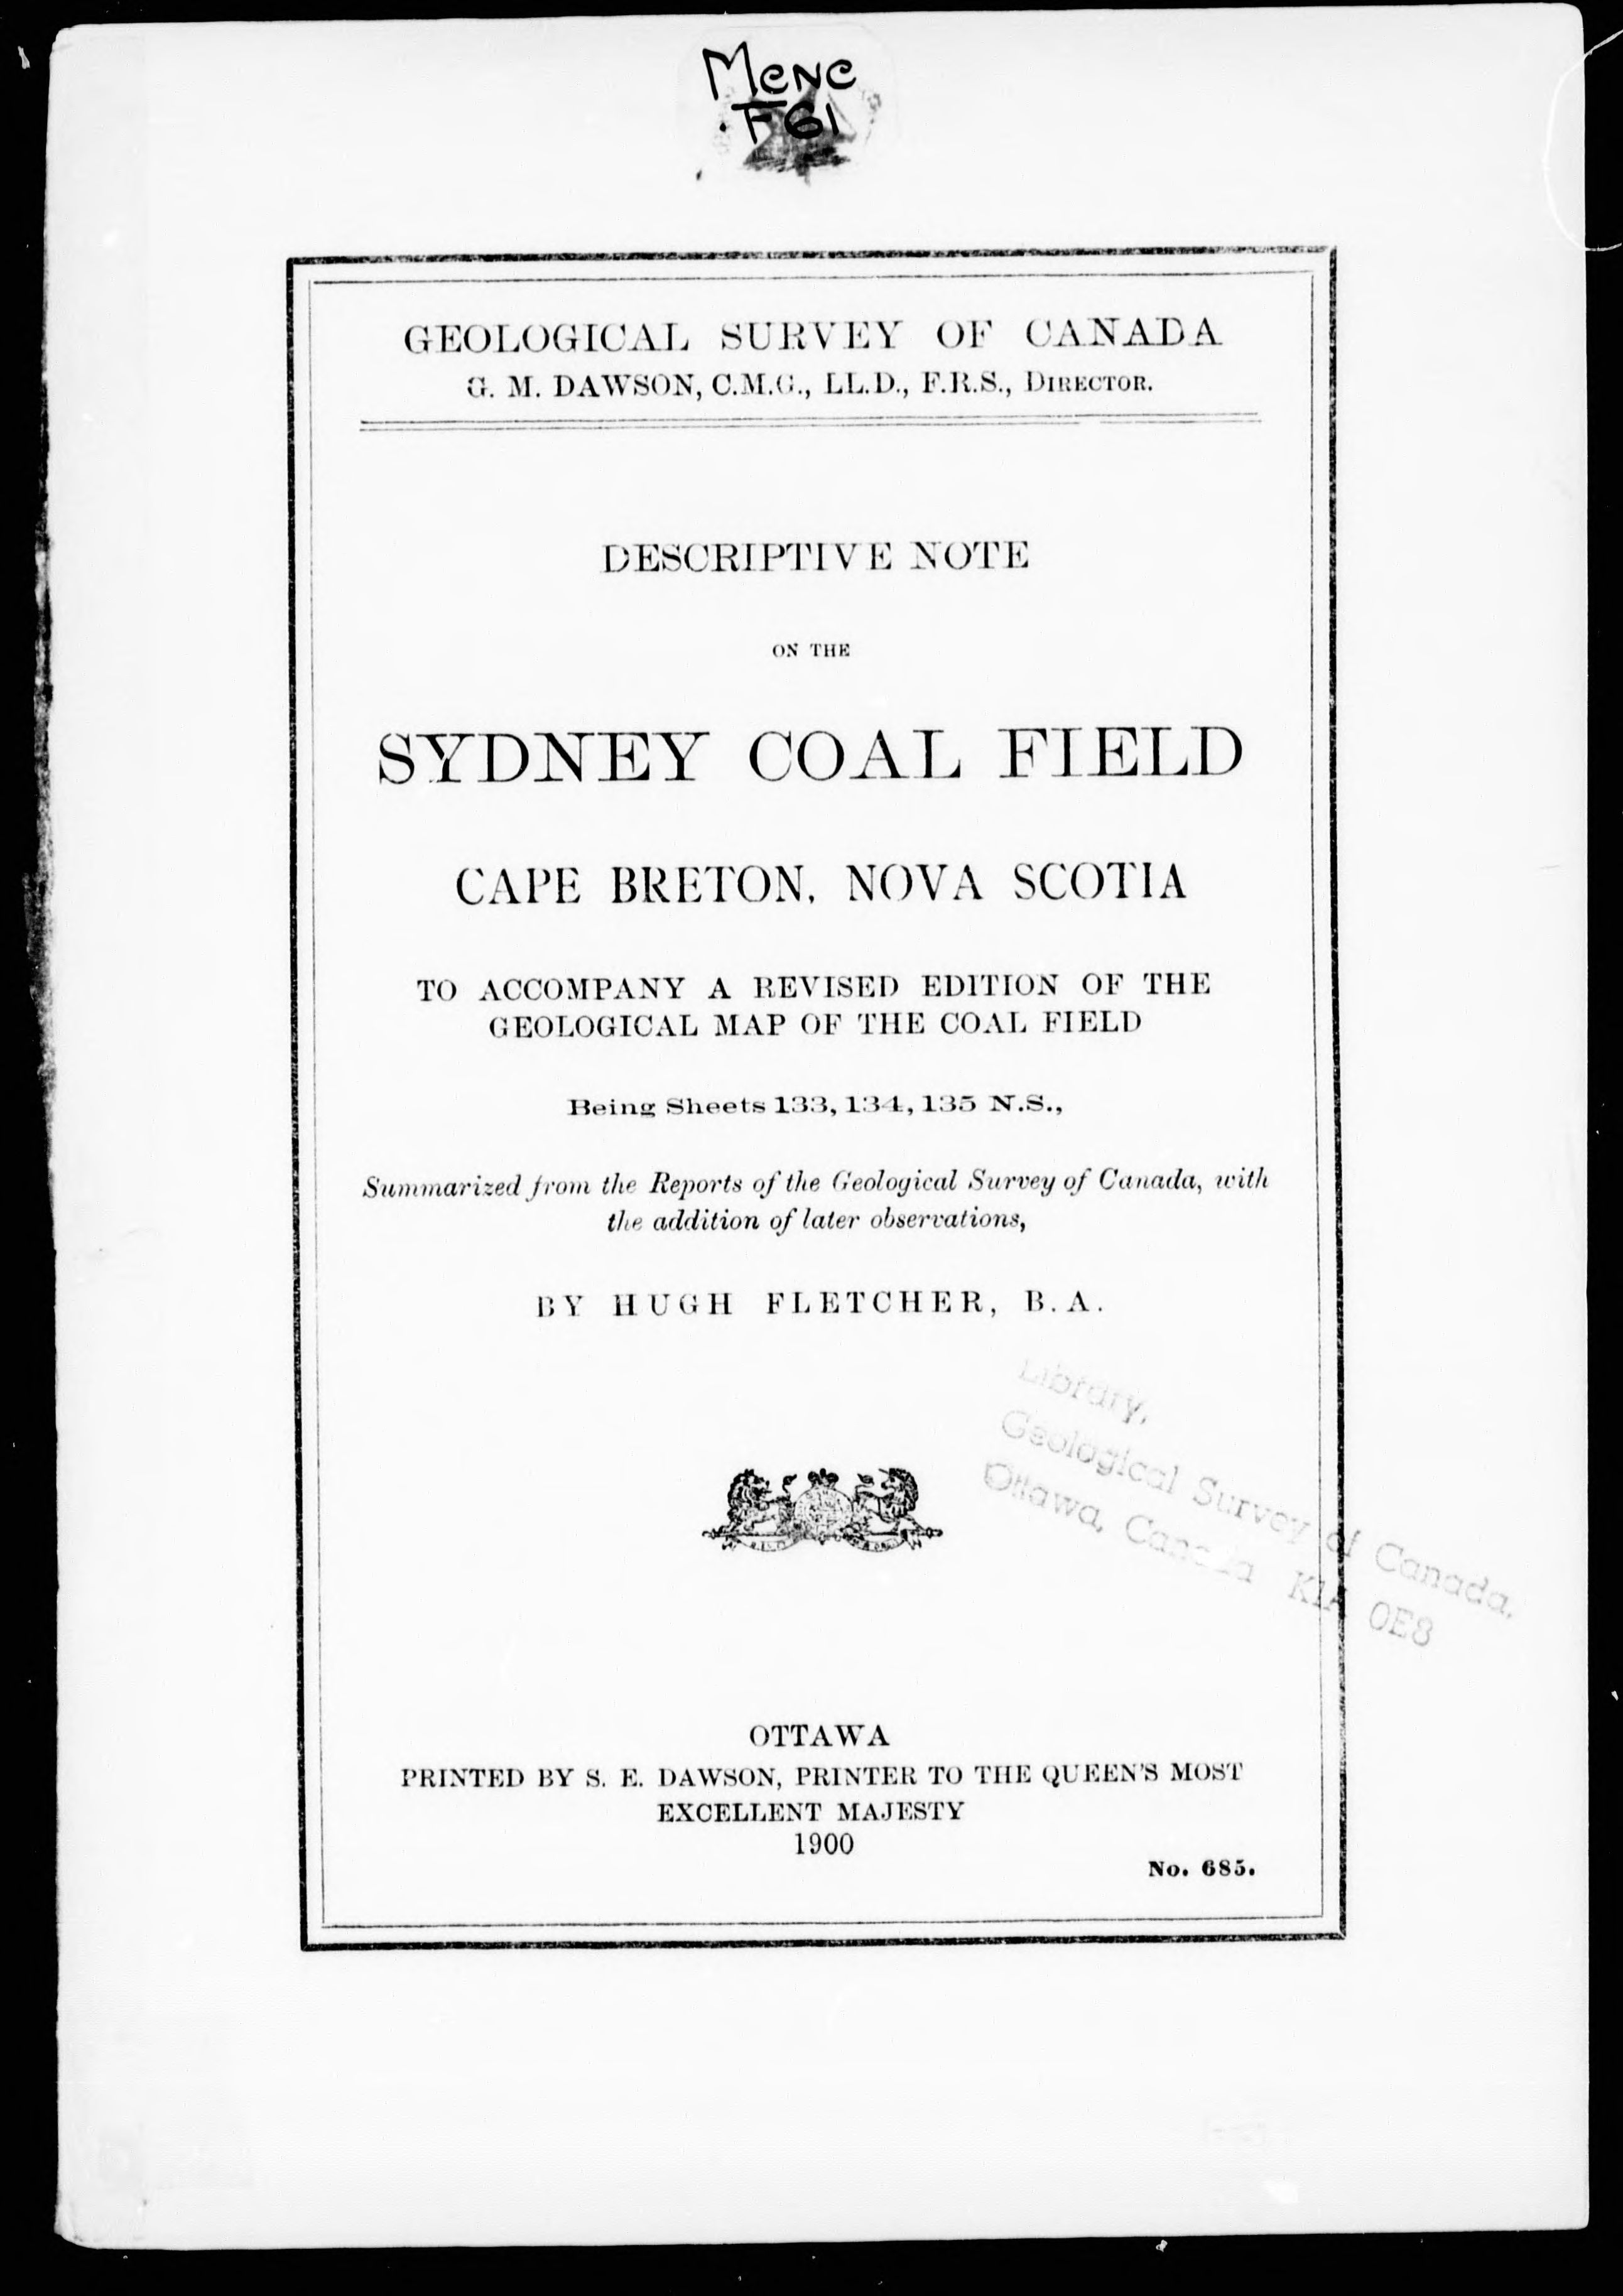 MCNC
.F61
GEOLOGICAL SURVEY OF CANADA
G. M. DAWSON, C.M.G., LL.D., F.R.S., DIRECTOR.
DESCRIPTIVE NOTE
ON THE
SYDNEY COAL FIELD
CAPE BRETON, NOVA SCOTIA
TO ACCOMPANY A REVISED EDITION OF THE
GEOLOGICAL MAP OF THE COAL FIELD
Being Sheets 133, 134, 135 N.S.,
Summarized from the Reports of the Geological Survey of Canada, with
the addition of later observations,
BY HUGH FLETCHER, B.A.
Library,
Geological Survey of Canada,
Ottawa, Canada K1A 0E8
OTTAWA
PRINTED BY S. E. DAWSON, PRINTER TO THE QUEEN'S MOST
EXCELLENT MAJESTY
1900
No. 685.